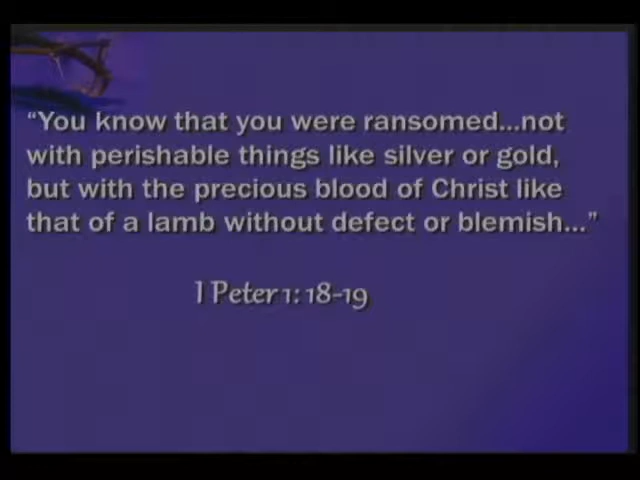 “You know that you were ransomed...not
with perishable things like silver or gold,
but with the precious blood of Christ like
that of a lamb without defect or blemish...”
I Peter 1: 18-19